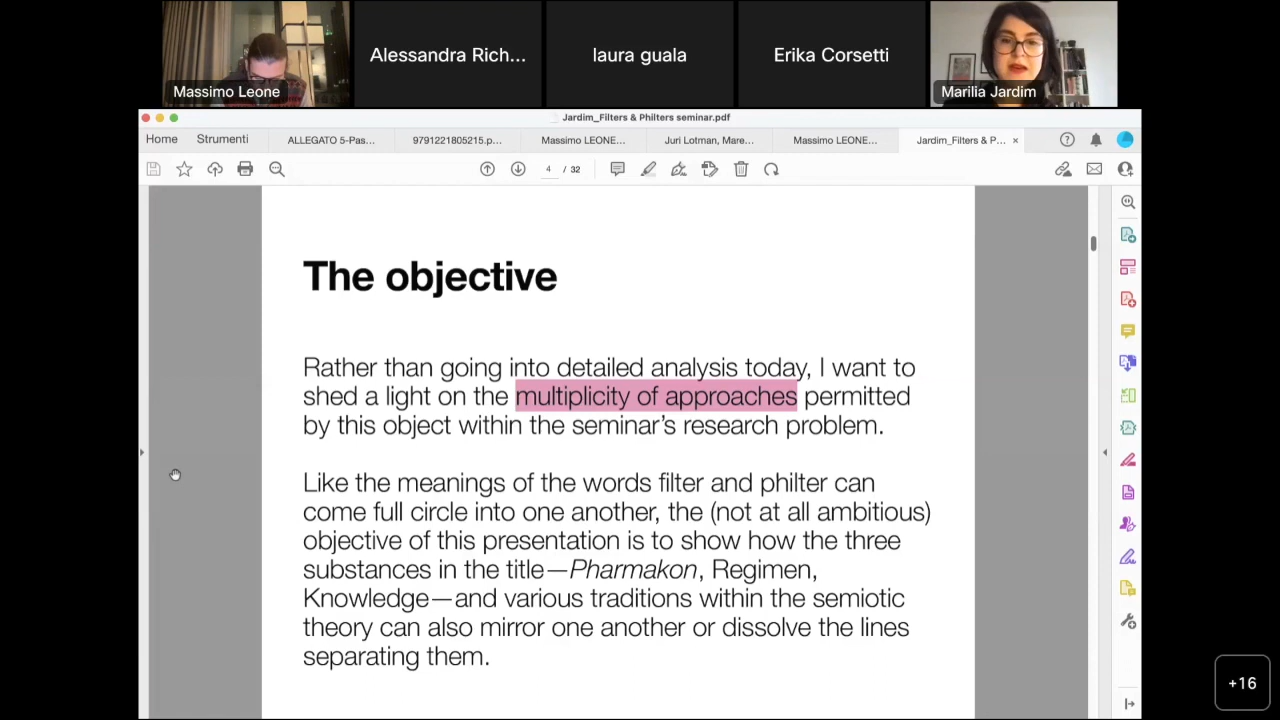 Massimo Leone
Alessandra Rich...
laura guala
Erika Corsetti
Marilia Jardim
Jardim_Filters & Philters seminar.pdf
Home
Strumenti
ALLEGATO 5-Pas...
9791221805215.p...
Massimo LEONE...
Juri Lotman, Mare...
Massimo LEONE...
Jardim_Filters & P...
4 / 32
The objective
Rather than going into detailed analysis today, I want to
shed a light on the multiplicity of approaches permitted
by this object within the seminar’s research problem.
Like the meanings of the words filter and philter can
come full circle into one another, the (not at all ambitious)
objective of this presentation is to show how the three
substances in the title—Pharmakon, Regimen,
Knowledge—and various traditions within the semiotic
theory can also mirror one another or dissolve the lines
separating them.
+16